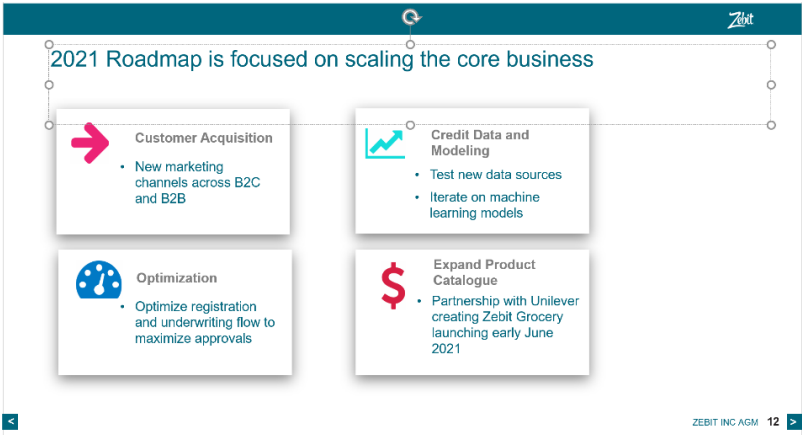 Zebit
2021 Roadmap is focused on scaling the core business
Customer Acquisition
• New marketing
channels across B2C
and B2B
Credit Data and
Modeling
• Test new data sources
• Iterate on machine
learning models
Optimization
• Optimize registration
and underwriting flow to
maximize approvals
$
Expand Product
Catalogue
• Partnership with Unilever
creating Zebit Grocery
launching early June
2021
< ZEBIT INC AGM 12 >